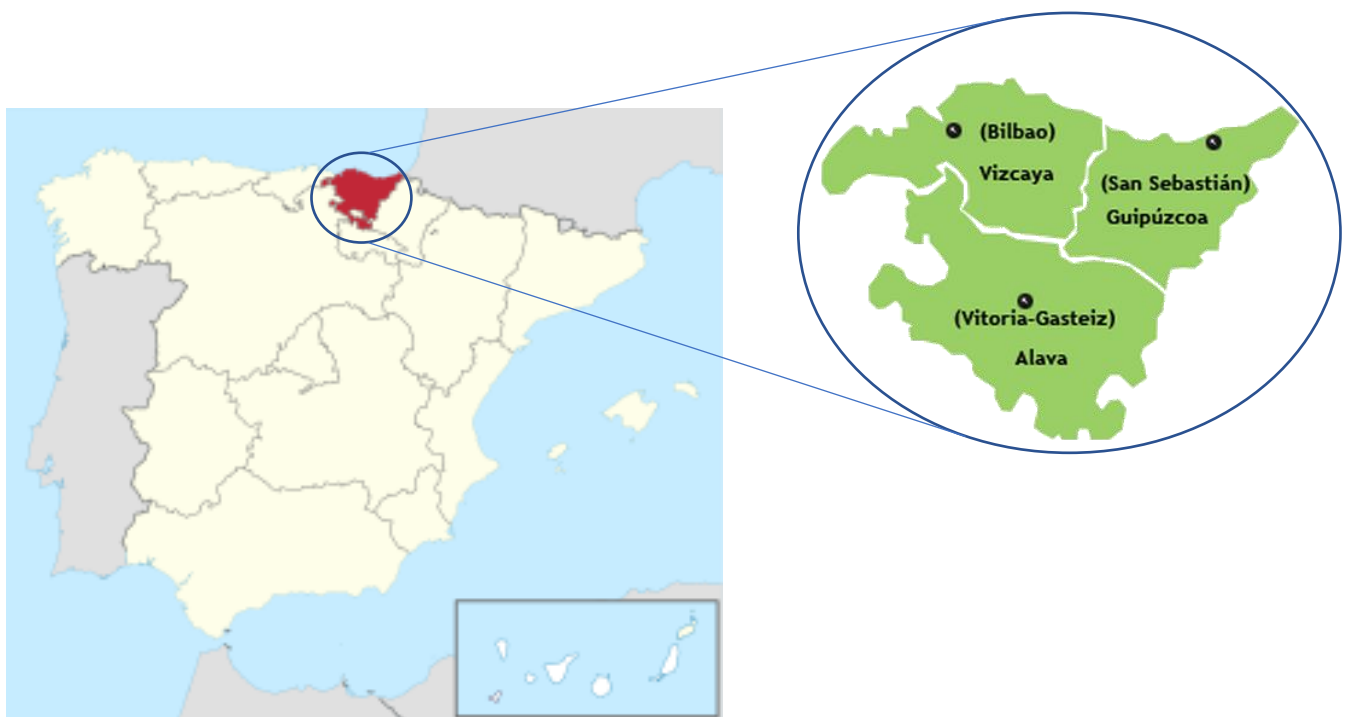 (Bilbao)
Vizcaya
(San Sebastián)
Guipúzcoa
(Vitoria-Gasteiz)
Alava